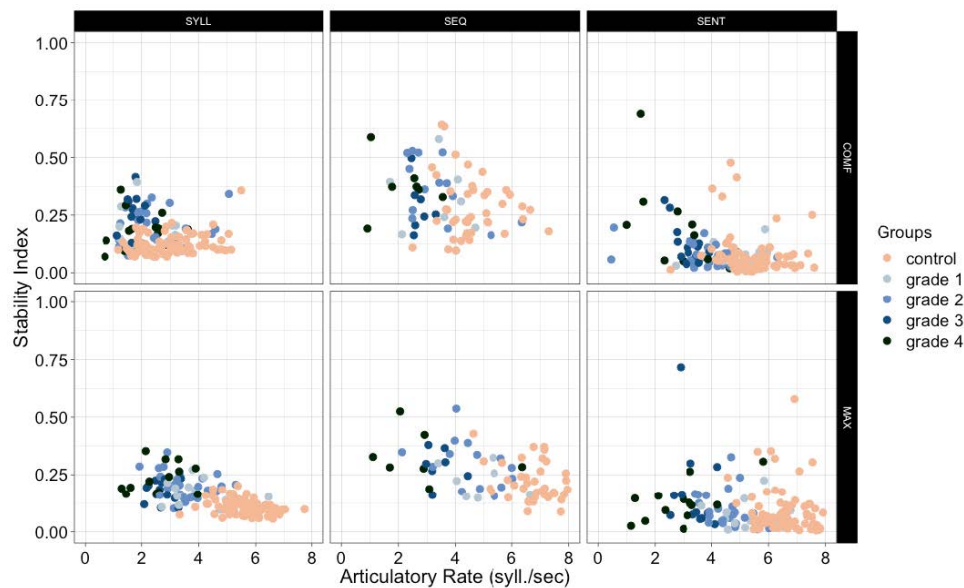 SYLL SEQ SENT
1.00
0.75
0.50
0.25
0.00
COMF
1.00
0.75
0.50
0.25
0.00
MAX
Stability Index
0 2 4 6 8 0 2 4 6 8 0 2 4 6 8
Articulatory Rate (syll./sec)
Groups
control
grade 1
grade 2
grade 3
grade 4